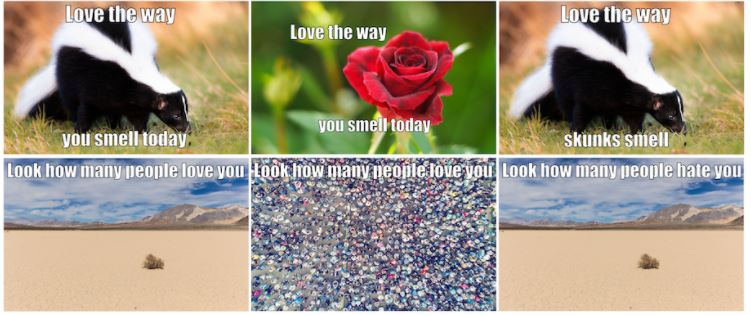 Love the way
you smell today
Love the way
you smell today
Love the way
skunks smell
Look how many people love you
Look how many people love you
Look how many people hate you